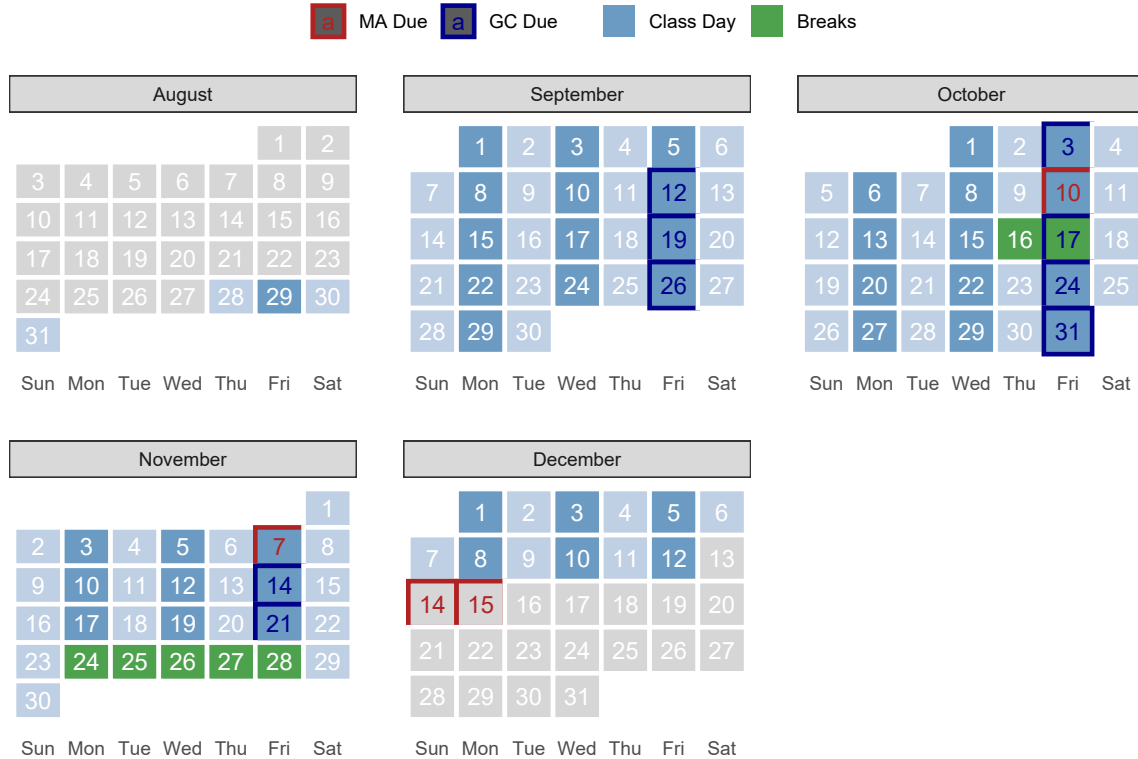 a MA Due a GC Due Class Day Breaks
August
1 2
3 4 5 6 7 8 9
10 11 12 13 14 15 16
17 18 19 20 21 22 23
24 25 26 27 28 29 30
31
Sun Mon Tue Wed Thu Fri Sat
September
1 2 3 4 5 6
7 8 9 10 11 12 13
14 15 16 17 18 19 20
21 22 23 24 25 26 27
28 29 30
Sun Mon Tue Wed Thu Fri Sat
October
1 2 3 4
5 6 7 8 9 10 11
12 13 14 15 16 17 18
19 20 21 22 23 24 25
26 27 28 29 30 31
Sun Mon Tue Wed Thu Fri Sat
November
1
2 3 4 5 6 7 8
9 10 11 12 13 14 15
16 17 18 19 20 21 22
23 24 25 26 27 28 29
30
Sun Mon Tue Wed Thu Fri Sat
December
1 2 3 4 5 6
7 8 9 10 11 12 13
14 15 16 17 18 19 20
21 22 23 24 25 26 27
28 29 30 31
Sun Mon Tue Wed Thu Fri Sat